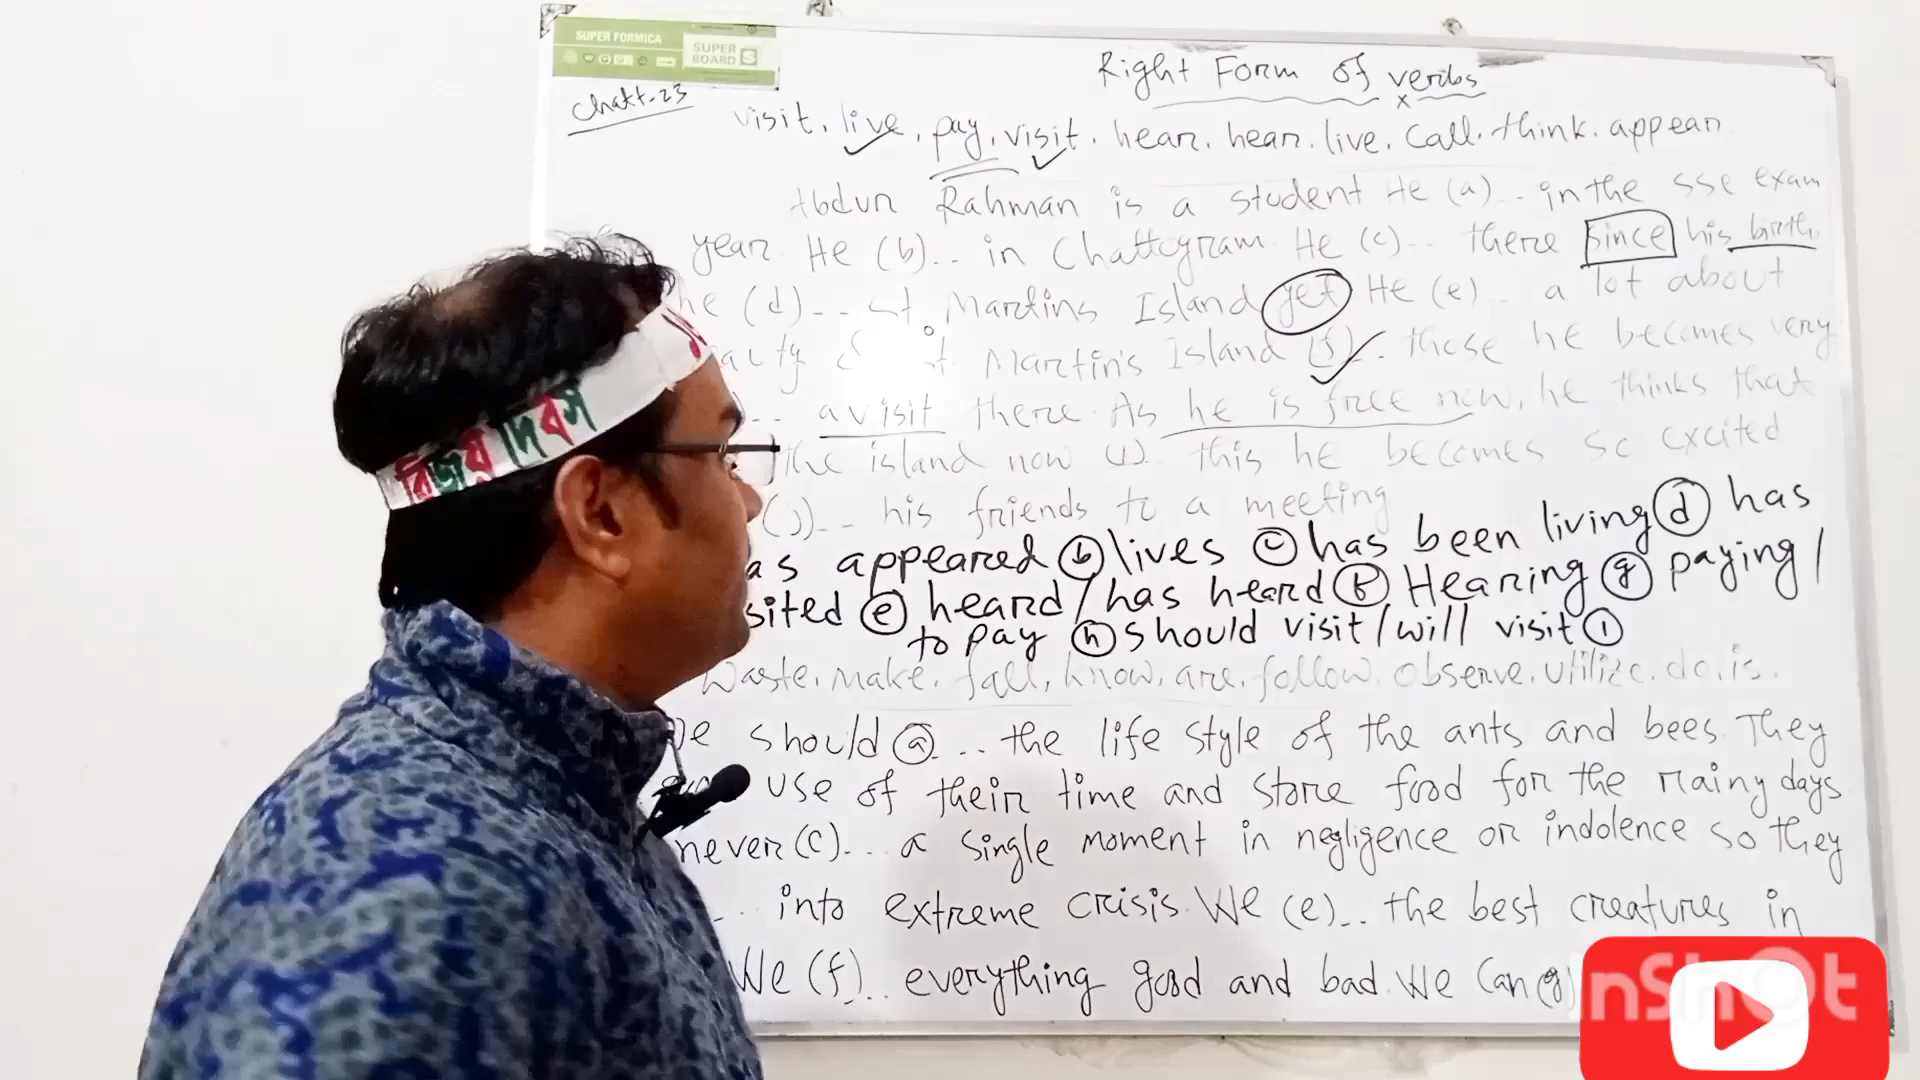 SUPER FORMICA
SUPER BOARD S
Right Form of verbs
Chatt.23
visit. live, pay, visit. hear. hear. live. Call. think. appear
Abdur Rahman is a student He (a)... in the SSC exam
year. He (b)... in Chattogram. He (c)... there since his birth.
he (d)... St Martins Island yet He (e)... a lot about
St Martin's Island (f)... these he becomes very
... a visit there. As he is free now, he thinks that
the island now (i)... this he becomes so excited
(j)... his friends to a meeting
as appeared (b) lives (c) has been living (d) has
sited (e) heard/has heard (f) Hearing (g) paying/
to pay (h) should visit/will visit (i)
waste. make. fall, know, are. follow. observe. utilize. do. is.
should (a)... the life style of the ants and bees. They
use of their time and store food for the rainy days
never (c)... a single moment in negligence or indolence so they
... into extreme crisis. We (e)... the best creatures in
We (f)... everything good and bad. We Can (g)
InShOt
বিজয় দিবস